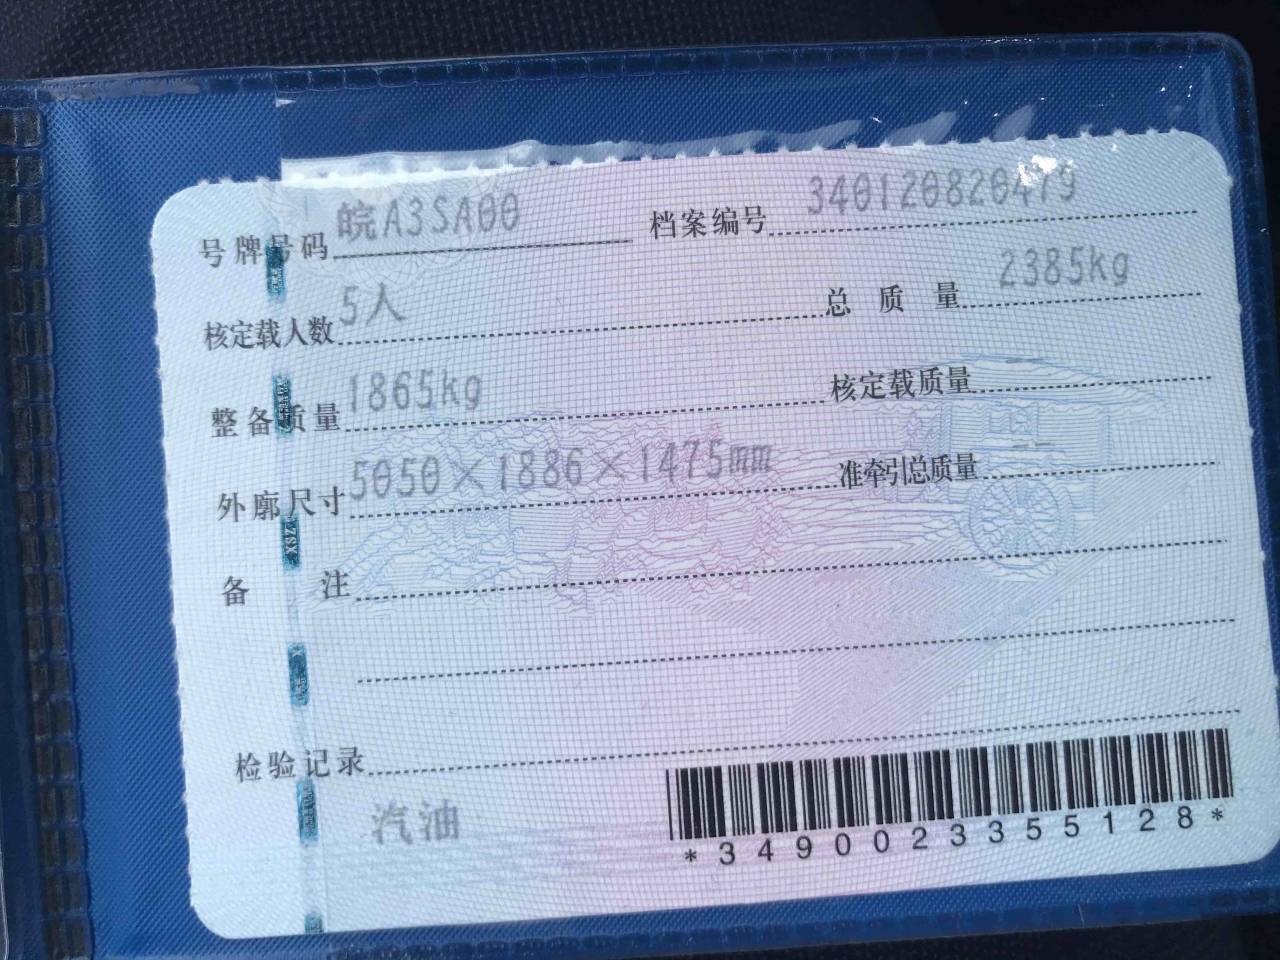 号牌号码 皖A3SA00 档案编号 340120820479
核定载人数 5人 总质量 2385kg
整备质量 1865kg 核定载质量 --
外廓尺寸 5050×1886×1475mm 准牵引总质量 --
备注
检验记录
汽油
*3490023355128*
XSZ